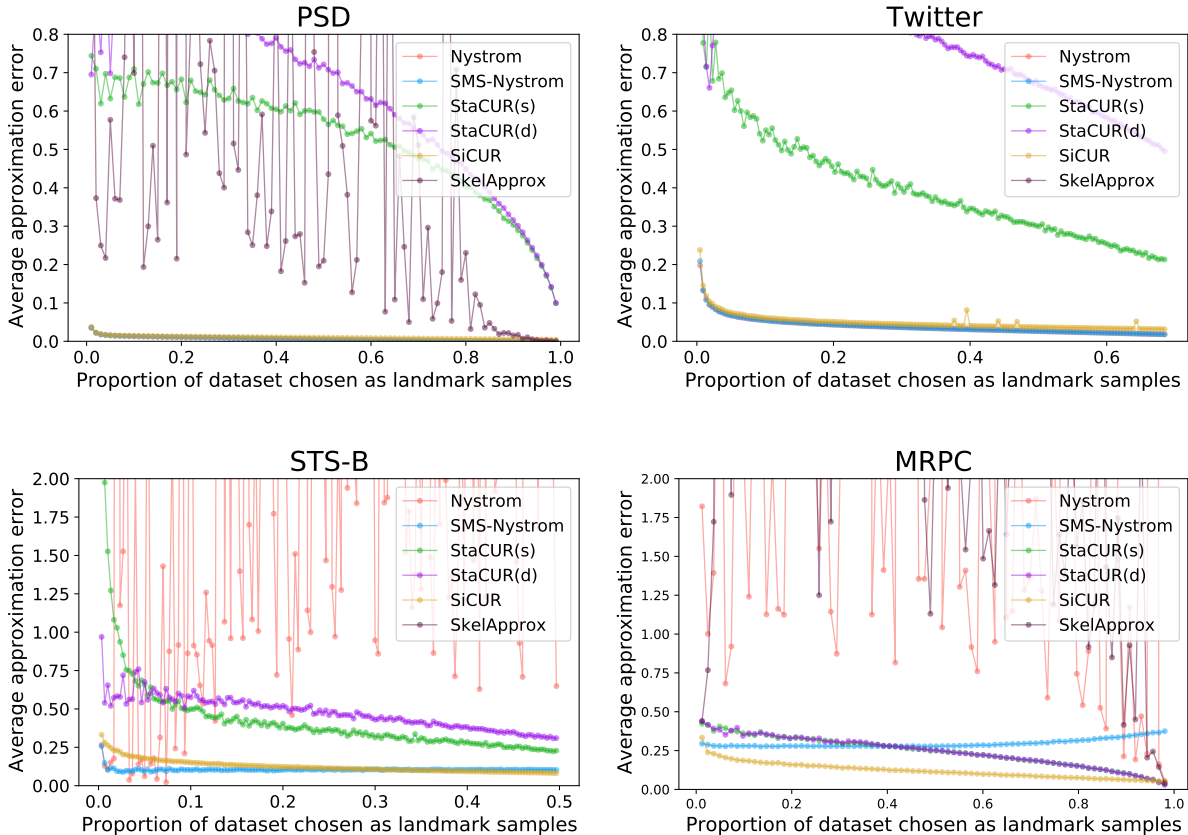 PSD
Average approximation error
0.8
0.7
0.6
0.5
0.4
0.3
0.2
0.1
0.0
0.0 0.2 0.4 0.6 0.8 1.0
Proportion of dataset chosen as landmark samples
Nystrom
SMS-Nystrom
StaCUR(s)
StaCUR(d)
SiCUR
SkelApprox
Twitter
Average approximation error
0.8
0.7
0.6
0.5
0.4
0.3
0.2
0.1
0.0
0.0 0.2 0.4 0.6
Proportion of dataset chosen as landmark samples
Nystrom
SMS-Nystrom
StaCUR(s)
StaCUR(d)
SiCUR
SkelApprox
STS-B
Average approximation error
2.00
1.75
1.50
1.25
1.00
0.75
0.50
0.25
0.00
0.0 0.1 0.2 0.3 0.4 0.5
Proportion of dataset chosen as landmark samples
Nystrom
SMS-Nystrom
StaCUR(s)
StaCUR(d)
SiCUR
SkelApprox
MRPC
Average approximation error
2.00
1.75
1.50
1.25
1.00
0.75
0.50
0.25
0.00
0.0 0.2 0.4 0.6 0.8 1.0
Proportion of dataset chosen as landmark samples
Nystrom
SMS-Nystrom
StaCUR(s)
StaCUR(d)
SiCUR
SkelApprox